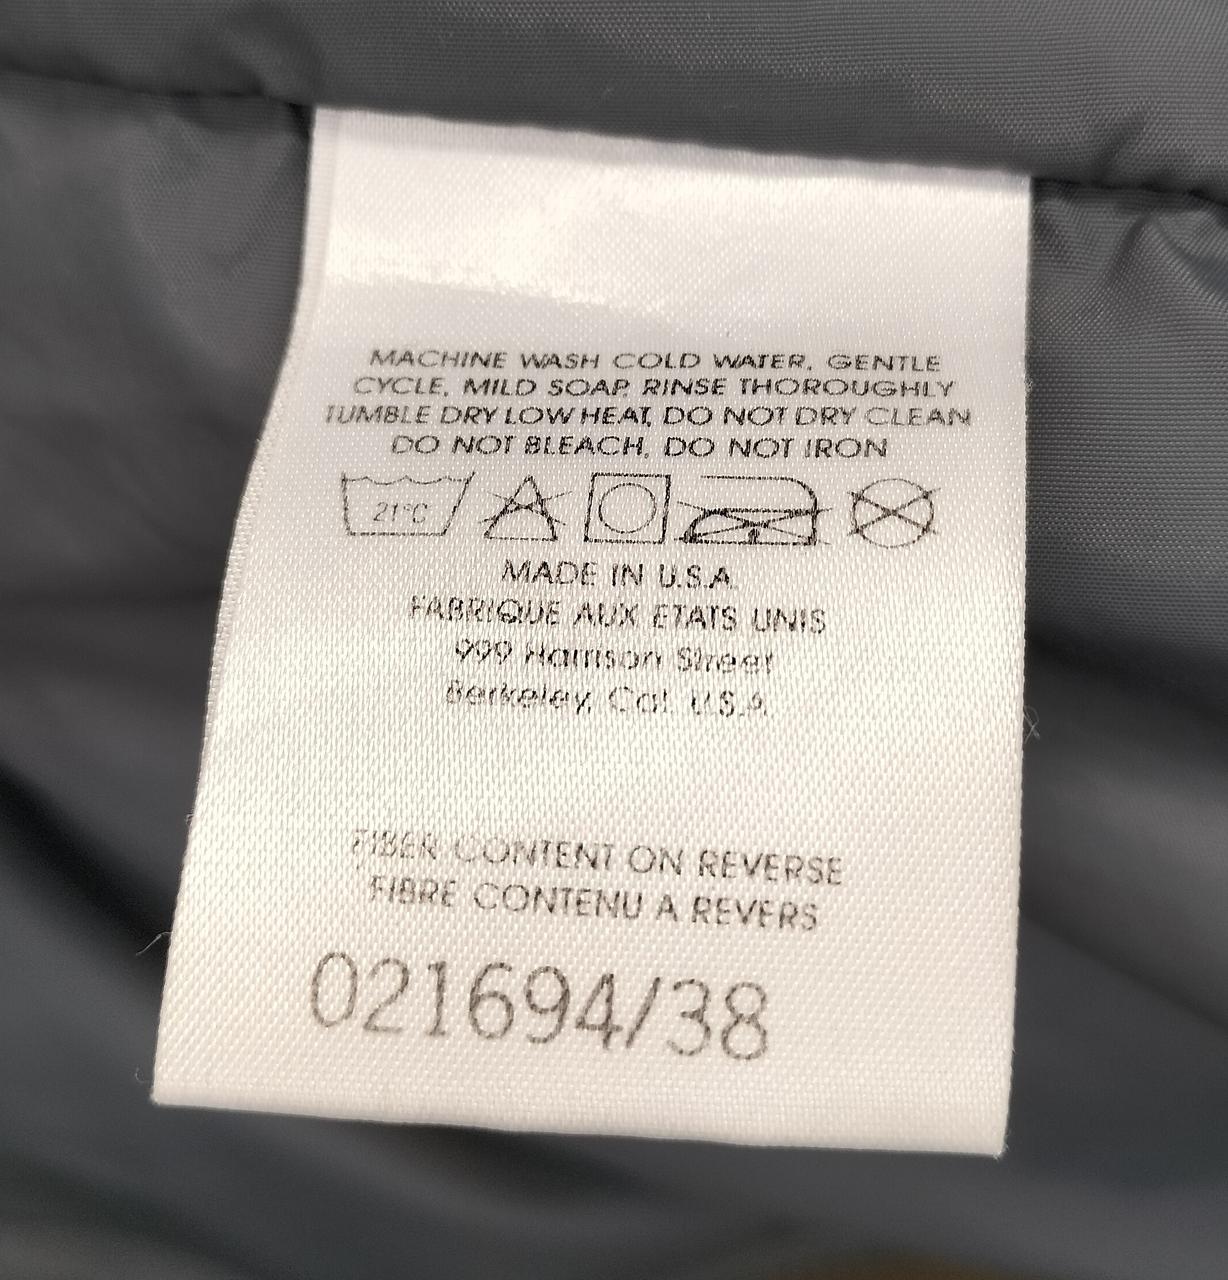 MACHINE WASH COLD WATER, GENTLE
CYCLE, MILD SOAP. RINSE THOROUGHLY
TUMBLE DRY LOW HEAT, DO NOT DRY CLEAN
DO NOT BLEACH, DO NOT IRON
21°C
MADE IN U.S.A.
FABRIQUE AUX ETATS UNIS
999 Harrison Street
Berkeley, Cal. U.S.A.
FIBER CONTENT ON REVERSE
FIBRE CONTENU A REVERS
021694/38